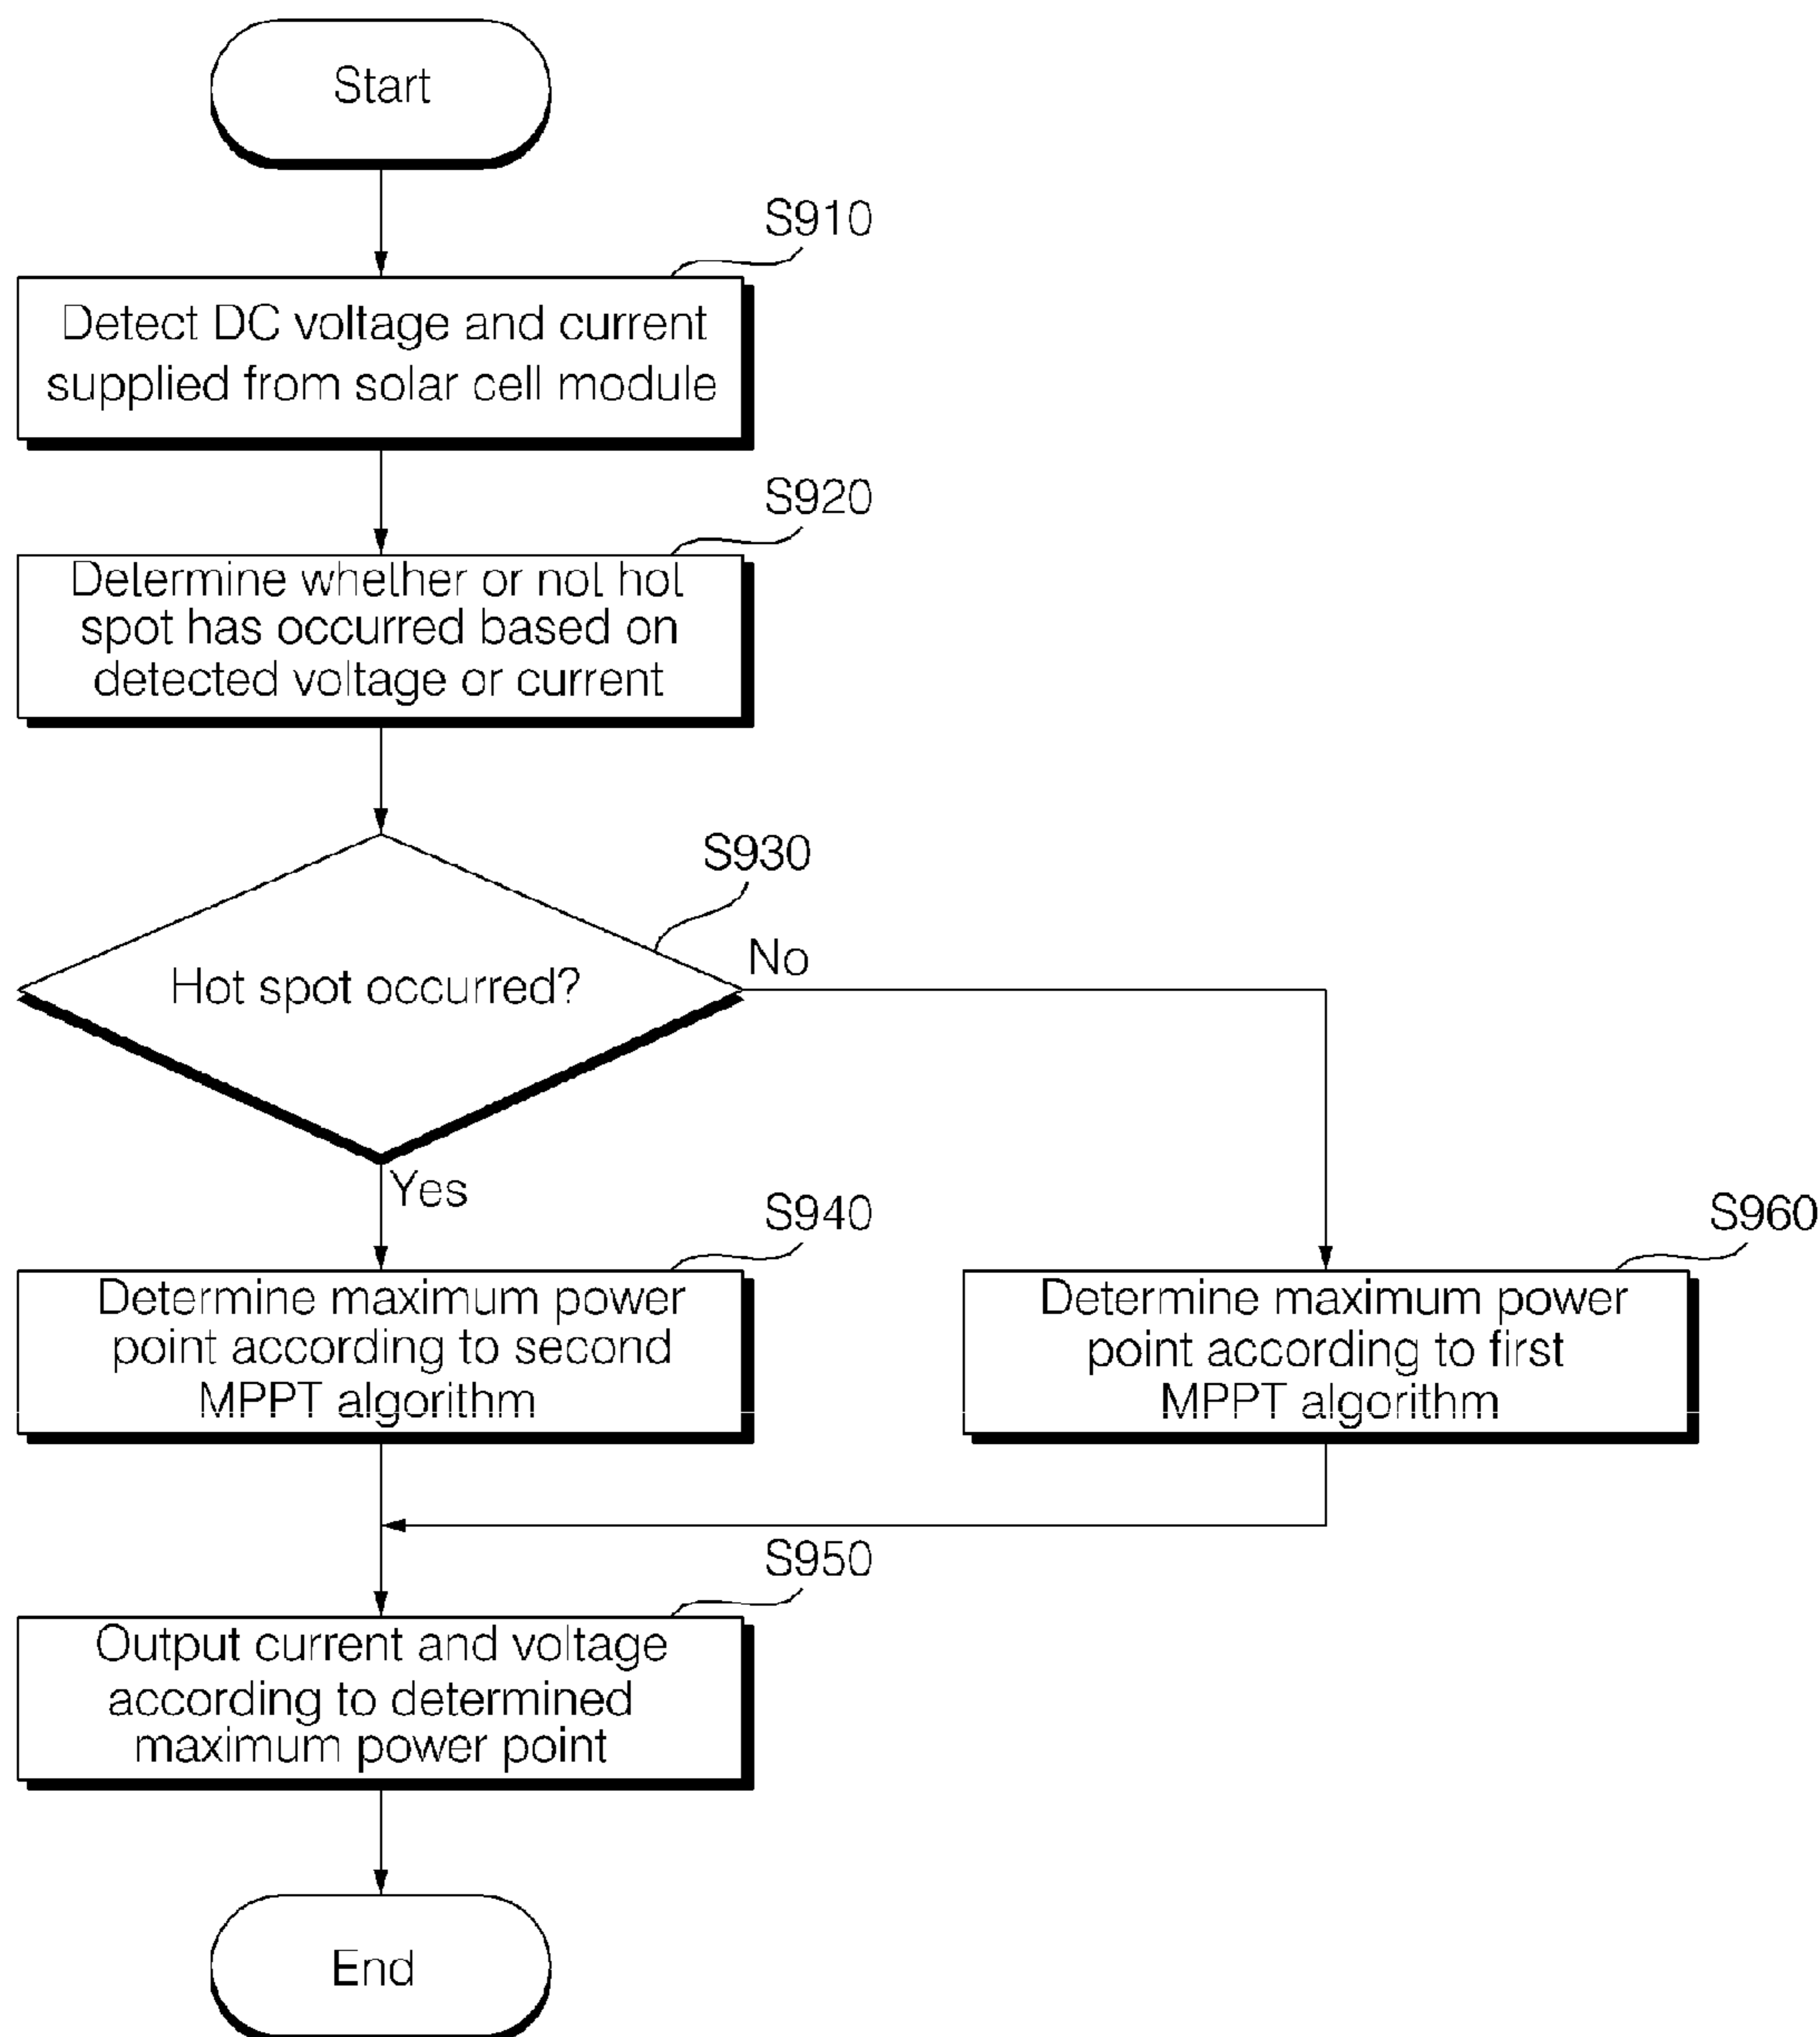 Start
S910
Detect DC voltage and current
supplied from solar cell module
S920
Determine whether or not hot
spot has occurred based on
detected voltage or current
S930
Hot spot occurred?
No
Yes
S940
Determine maximum power
point according to second
MPPT algorithm
S960
Determine maximum power
point according to first
MPPT algorithm
S950
Output current and voltage
according to determined
maximum power point
End